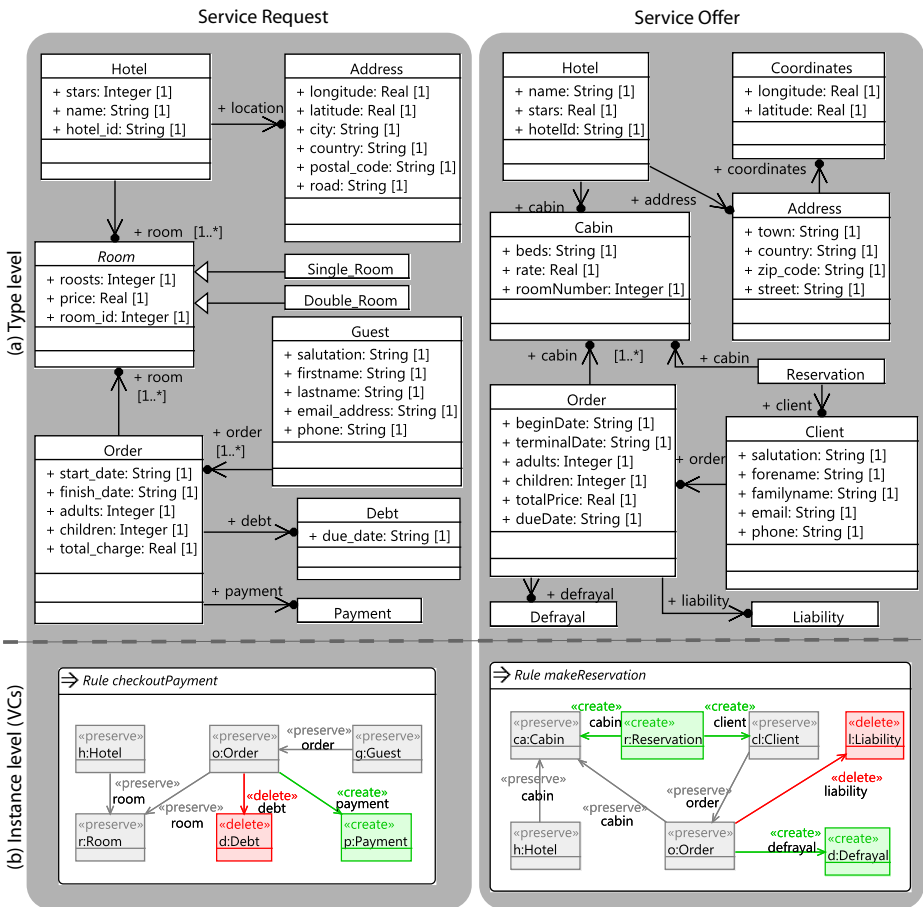 Service Request
Service Offer
(a) Type level
Hotel
+ stars: Integer [1]
+ name: String [1]
+ hotel_id: String [1]
+ location
Address
+ longitude: Real [1]
+ latitude: Real [1]
+ city: String [1]
+ country: String [1]
+ postal_code: String [1]
+ road: String [1]
+ room [1..*]
Room
+ roosts: Integer [1]
+ price: Real [1]
+ room_id: Integer [1]
Single_Room
Double_Room
Guest
+ salutation: String [1]
+ firstname: String [1]
+ lastname: String [1]
+ email_address: String [1]
+ phone: String [1]
+ room
[1..*]
+ order
[1..*]
Order
+ start_date: String [1]
+ finish_date: String [1]
+ adults: Integer [1]
+ children: Integer [1]
+ total_charge: Real [1]
+ debt
Debt
+ due_date: String [1]
+ payment
Payment
Hotel
+ name: String [1]
+ stars: Real [1]
+ hotelId: String [1]
Coordinates
+ longitude: Real [1]
+ latitude: Real [1]
+ coordinates
+ cabin
+ address
Cabin
+ beds: String [1]
+ rate: Real [1]
+ roomNumber: Integer [1]
Address
+ town: String [1]
+ country: String [1]
+ zip_code: String [1]
+ street: String [1]
+ cabin [1..*]
+ cabin
Reservation
+ client
Order
+ beginDate: String [1]
+ terminalDate: String [1]
+ adults: Integer [1]
+ children: Integer [1]
+ totalPrice: Real [1]
+ dueDate: String [1]
+ order
Client
+ salutation: String [1]
+ forename: String [1]
+ familyname: String [1]
+ email: String [1]
+ phone: String [1]
+ defrayal
Defrayal
+ liability
Liability
(b) Instance level (VCs)
Rule checkoutPayment
«preserve»
h:Hotel
«preserve»
o:Order
«preserve»
order
«preserve»
g:Guest
«preserve»
room
«preserve»
room
«delete»
debt
«create»
payment
«preserve»
r:Room
«delete»
d:Debt
«create»
p:Payment
Rule makeReservation
«preserve»
ca:Cabin
«create»
cabin
«create»
r:Reservation
«create»
client
«preserve»
cl:Client
«delete»
l:Liability
«preserve»
cabin
«preserve»
cabin
«preserve»
order
«delete»
liability
«preserve»
h:Hotel
«preserve»
o:Order
«create»
defrayal
«create»
d:Defrayal